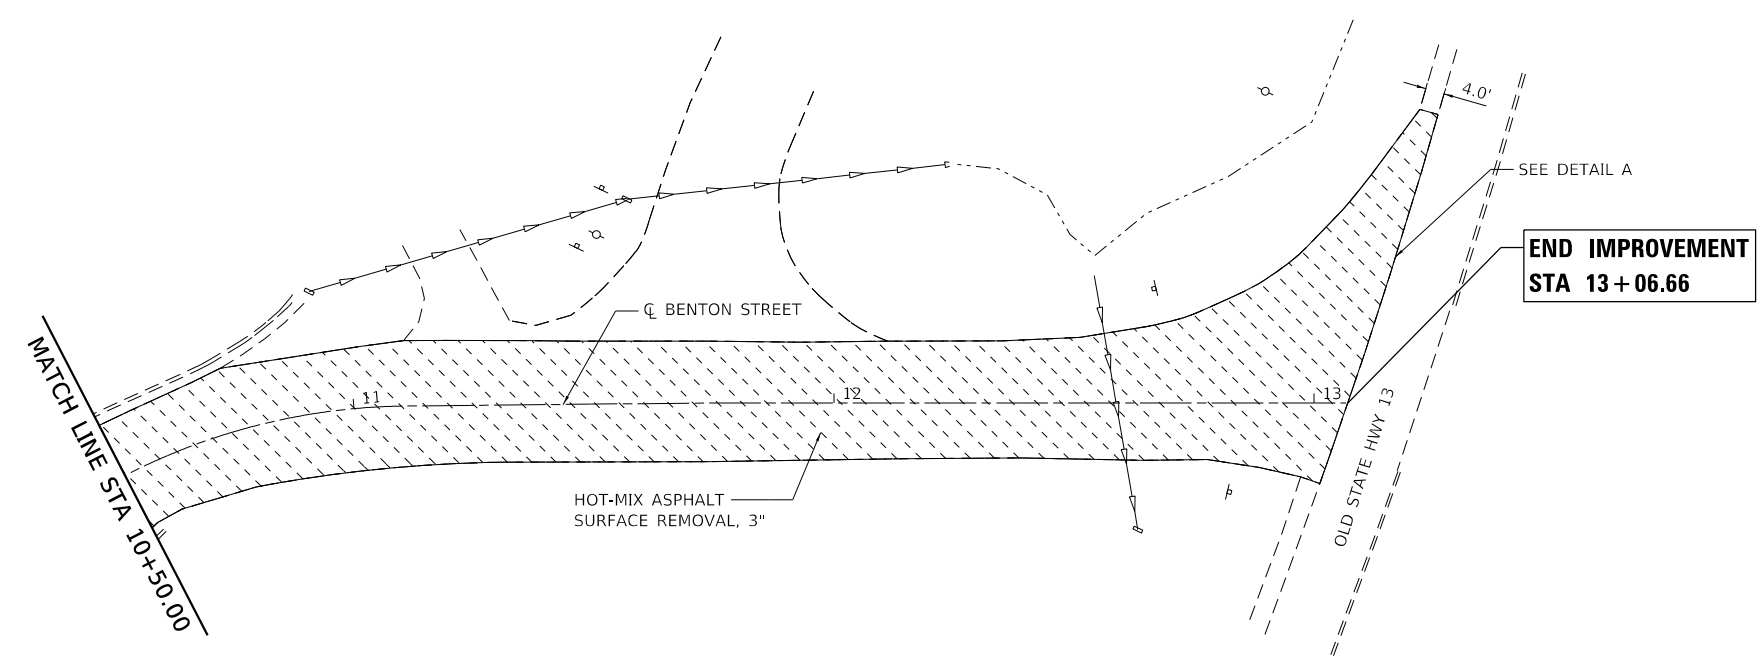 4.0'
SEE DETAIL A
END IMPROVEMENT
STA 13+06.66
℄ BENTON STREET
MATCH LINE STA 10+50.00
11
12
13
OLD STATE HWY 13
HOT-MIX ASPHALT
SURFACE REMOVAL, 3"